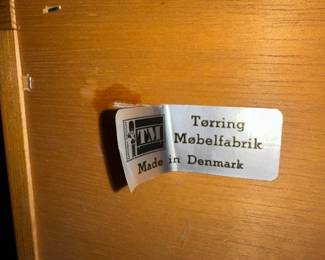 TM
Tørring
Møbelfabrik
Made in Denmark